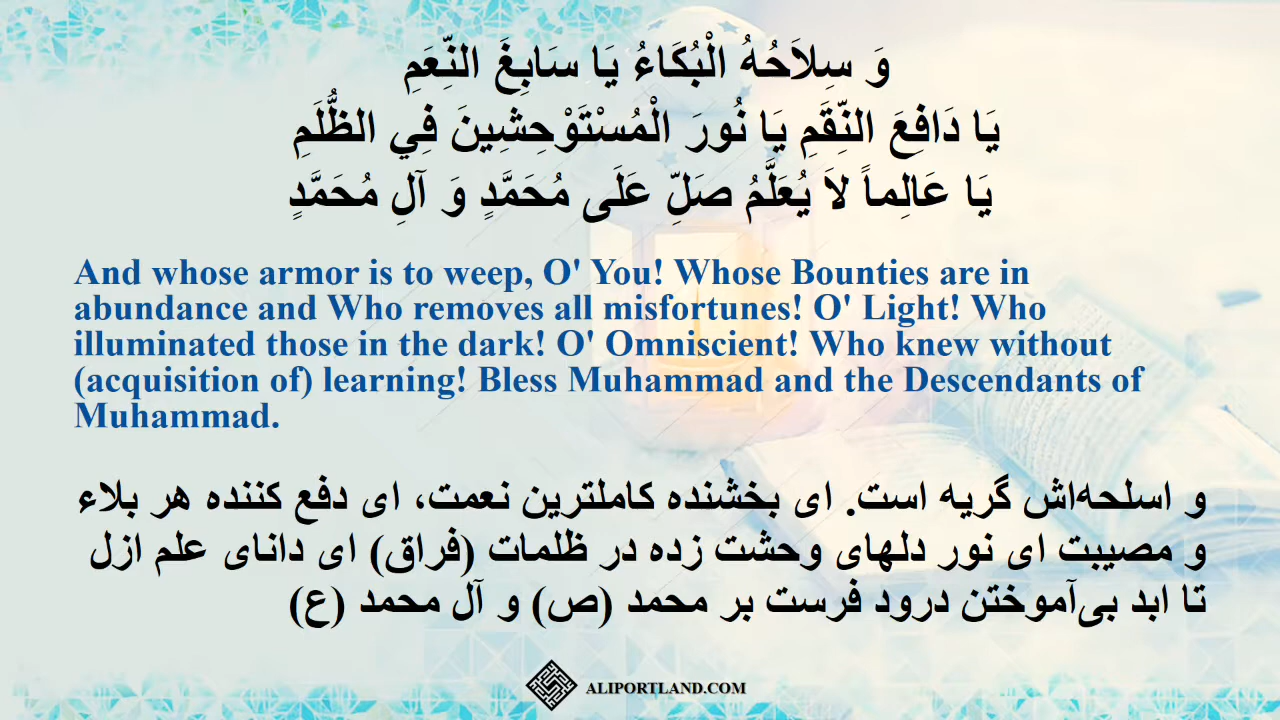 وَ سِلاَحُهُ الْبُكَاءُ يَا سَابِغَ النِّعَمِ
يَا دَافِعَ النِّقَمِ يَا نُورَ الْمُسْتَوْحِشِينَ فِي الظُّلَمِ
يَا عَالِماً لاَ يُعَلَّمُ صَلِّ عَلَى مُحَمَّدٍ وَ آلِ مُحَمَّدٍ
And whose armor is to weep, O' You! Whose Bounties are in
abundance and Who removes all misfortunes! O' Light! Who
illuminated those in the dark! O' Omniscient! Who knew without
(acquisition of) learning! Bless Muhammad and the Descendants of
Muhammad.
و اسلحه‌اش گریه است. ای بخشنده کاملترین نعمت، ای دفع کننده هر بلاء
و مصیبت ای نور دلهای وحشت زده در ظلمات (فراق) ای دانای علم ازل
تا ابد بی‌آموختن درود فرست بر محمد (ص) و آل محمد (ع)
ALIPORTLAND.COM